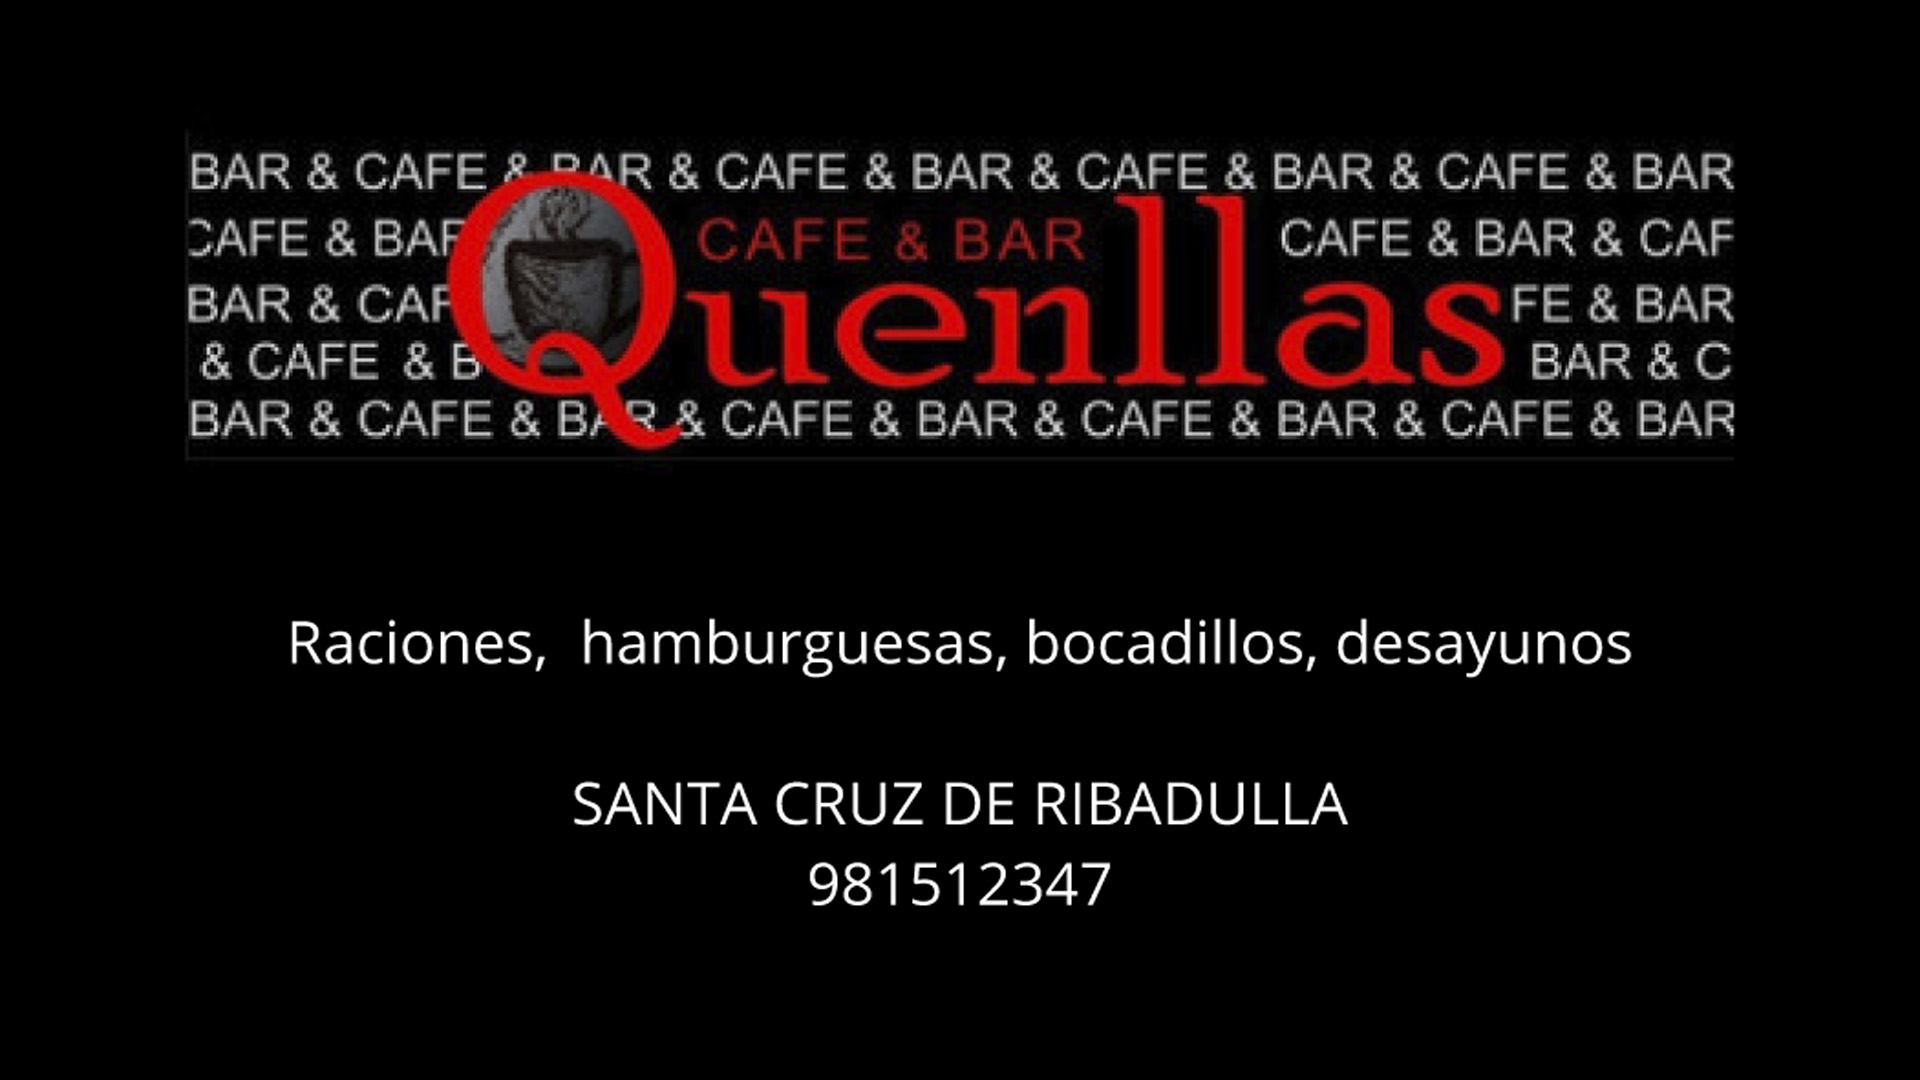 BAR & CAFE & BAR & CAFE & BAR & CAFE & BAR & CAFE & BAR
CAFE & BAR CAFE & BAR CAFE & BAR & CAF
Quenllas
BAR & CAF FE & BAR
& CAFE & B BAR & C
BAR & CAFE & BAR & CAFE & BAR & CAFE & BAR & CAFE & BAR
Raciones, hamburguesas, bocadillos, desayunos
SANTA CRUZ DE RIBADULLA
981512347